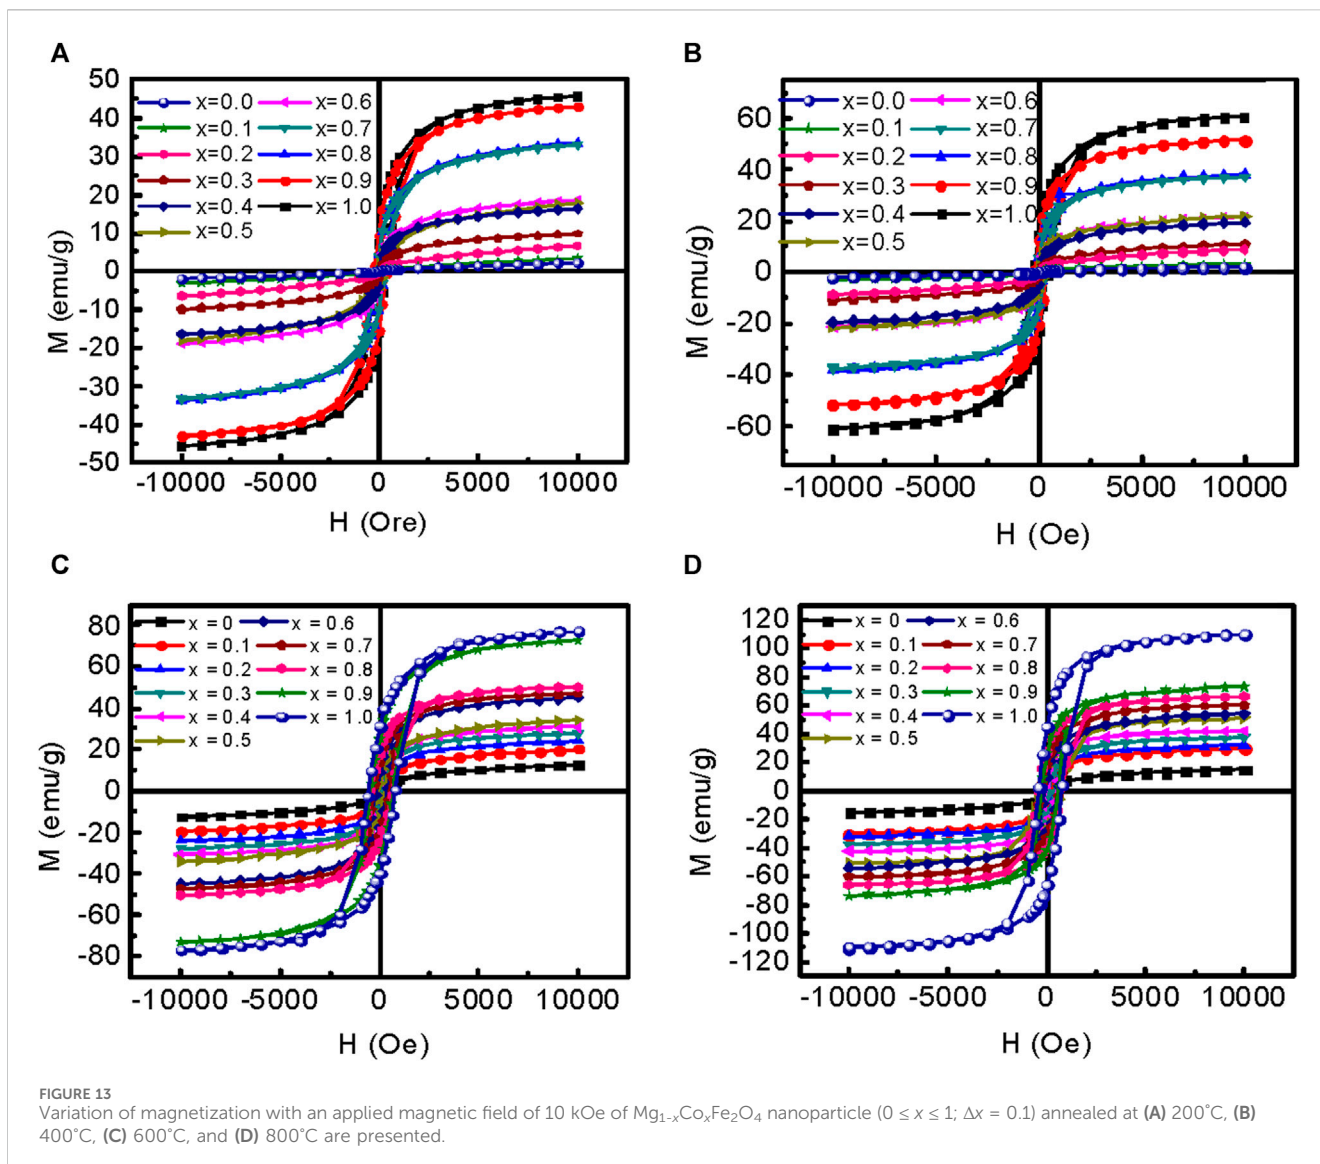 A
50
40
30
20
10
0
-10
-20
-30
-40
-50
M (emu/g)
x=0.0 x=0.6
x=0.1 x=0.7
x=0.2 x=0.8
x=0.3 x=0.9
x=0.4 x=1.0
x=0.5
-10000 -5000 0 5000 10000
H (Ore)
B
60
40
20
0
-20
-40
-60
M (emu/g)
x=0.0 x=0.6
x=0.1 x=0.7
x=0.2 x=0.8
x=0.3 x=0.9
x=0.4 x=1.0
x=0.5
-10000 -5000 0 5000 10000
H (Oe)
C
80
60
40
20
0
-20
-40
-60
-80
M (emu/g)
x = 0 x = 0.6
x = 0.1 x = 0.7
x = 0.2 x = 0.8
x = 0.3 x = 0.9
x = 0.4 x = 1.0
x = 0.5
-10000 -5000 0 5000 10000
H (Oe)
D
120
100
80
60
40
20
0
-20
-40
-60
-80
-100
-120
M (emu/g)
x = 0 x = 0.6
x = 0.1 x = 0.7
x = 0.2 x = 0.8
x = 0.3 x = 0.9
x = 0.4 x = 1.0
x = 0.5
-10000 -5000 0 5000 10000
H (Oe)
FIGURE 13
Variation of magnetization with an applied magnetic field of 10 kOe of Mg₁₋ₓCoₓFe₂O₄ nanoparticle (0 ≤ x ≤ 1; Δx = 0.1) annealed at (A) 200°C, (B)
400°C, (C) 600°C, and (D) 800°C are presented.